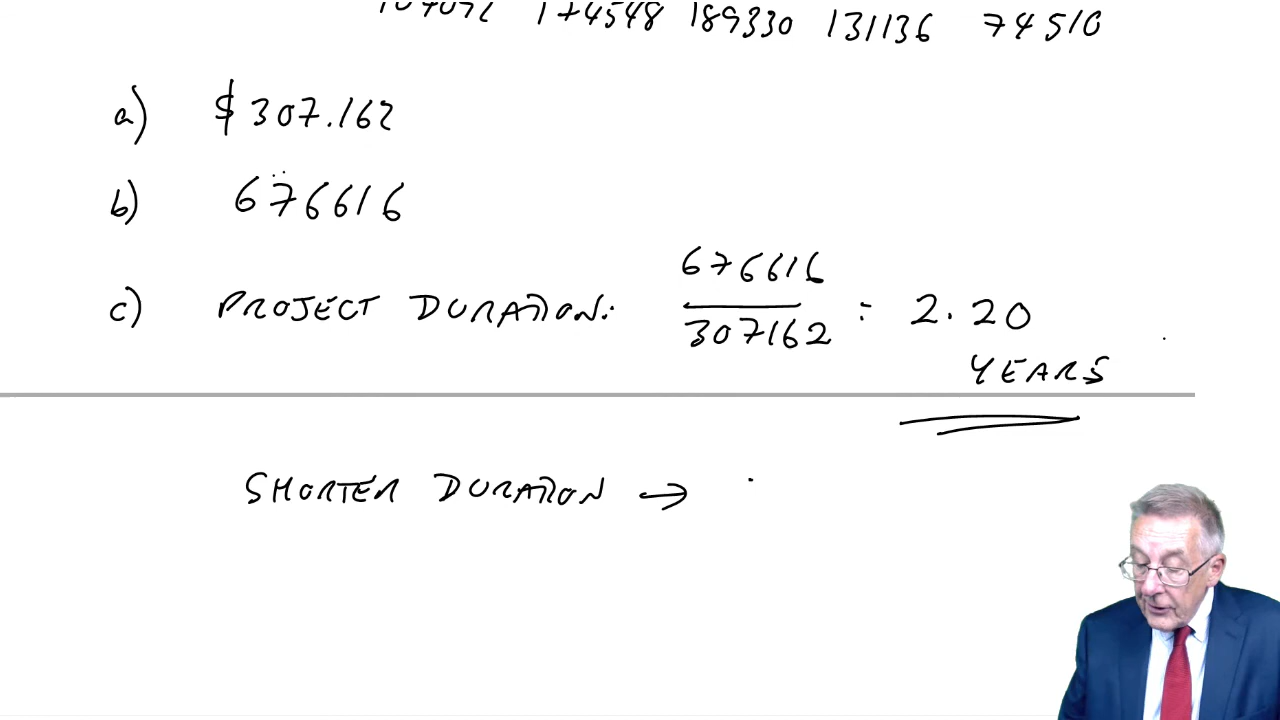 174548 189330 131136 74510
a) $307.162
b) 676616
c) PROJECT DURATION: 676616 / 307162 = 2.20
YEARS
SHORTER DURATION →